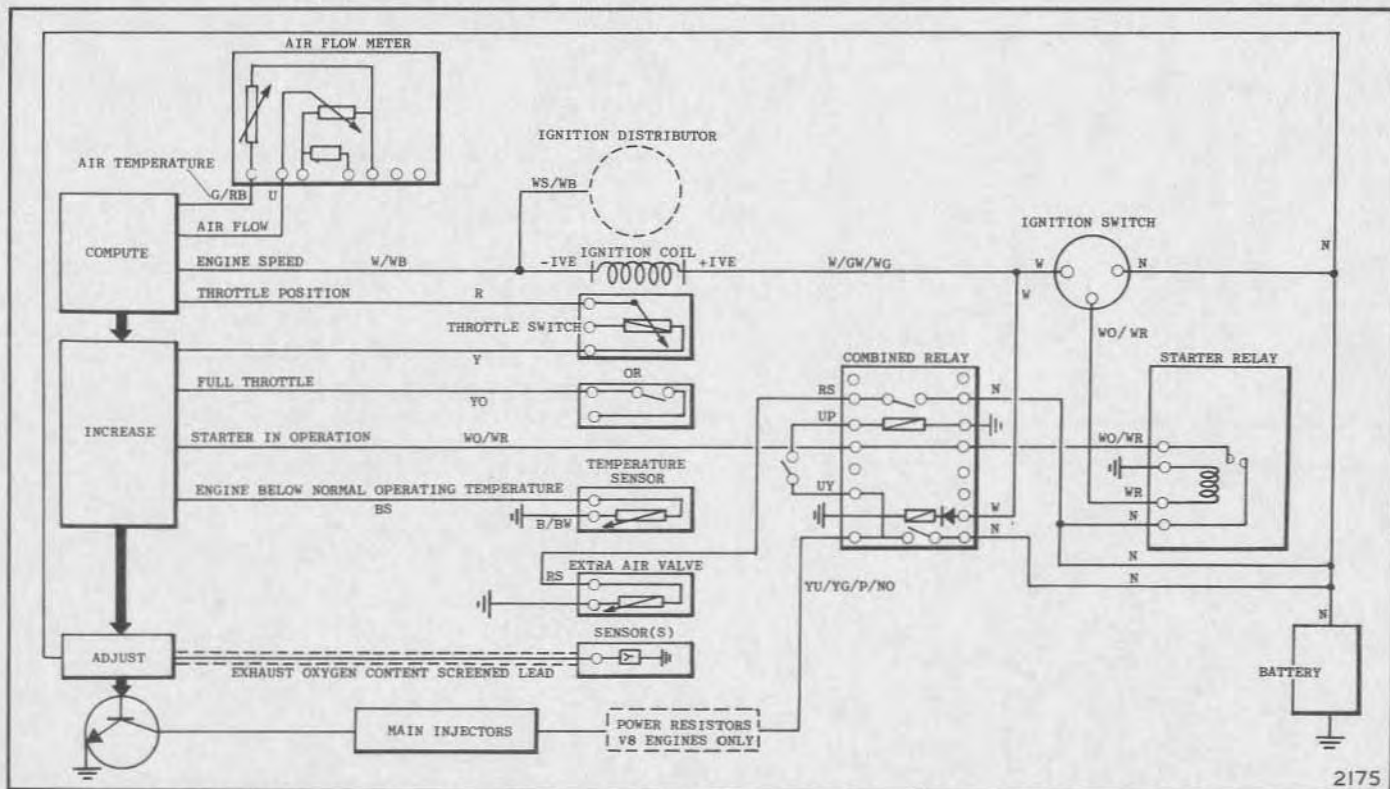 AIR FLOW METER
IGNITION DISTRIBUTOR
AIR TEMPERATURE
G/RB
U
WS/WB
IGNITION SWITCH
AIR FLOW
COMPUTE
ENGINE SPEED
W/WB
-IVE
IGNITION COIL
+IVE
W/GW/WG
W
N
N
W
THROTTLE POSITION
R
THROTTLE SWITCH
Y
WO/WR
COMBINED RELAY
STARTER RELAY
OR
FULL THROTTLE
YO
RS
N
UP
INCREASE
STARTER IN OPERATION
WO/WR
WO/WR
TEMPERATURE
SENSOR
UY
ENGINE BELOW NORMAL OPERATING TEMPERATURE
BS
B/BW
W
WR
N
N
EXTRA AIR VALVE
RS
YU/YG/P/NO
N
N
N
SENSOR(S)
ADJUST
EXHAUST OXYGEN CONTENT SCREENED LEAD
BATTERY
MAIN INJECTORS
POWER RESISTORS
V8 ENGINES ONLY
2175